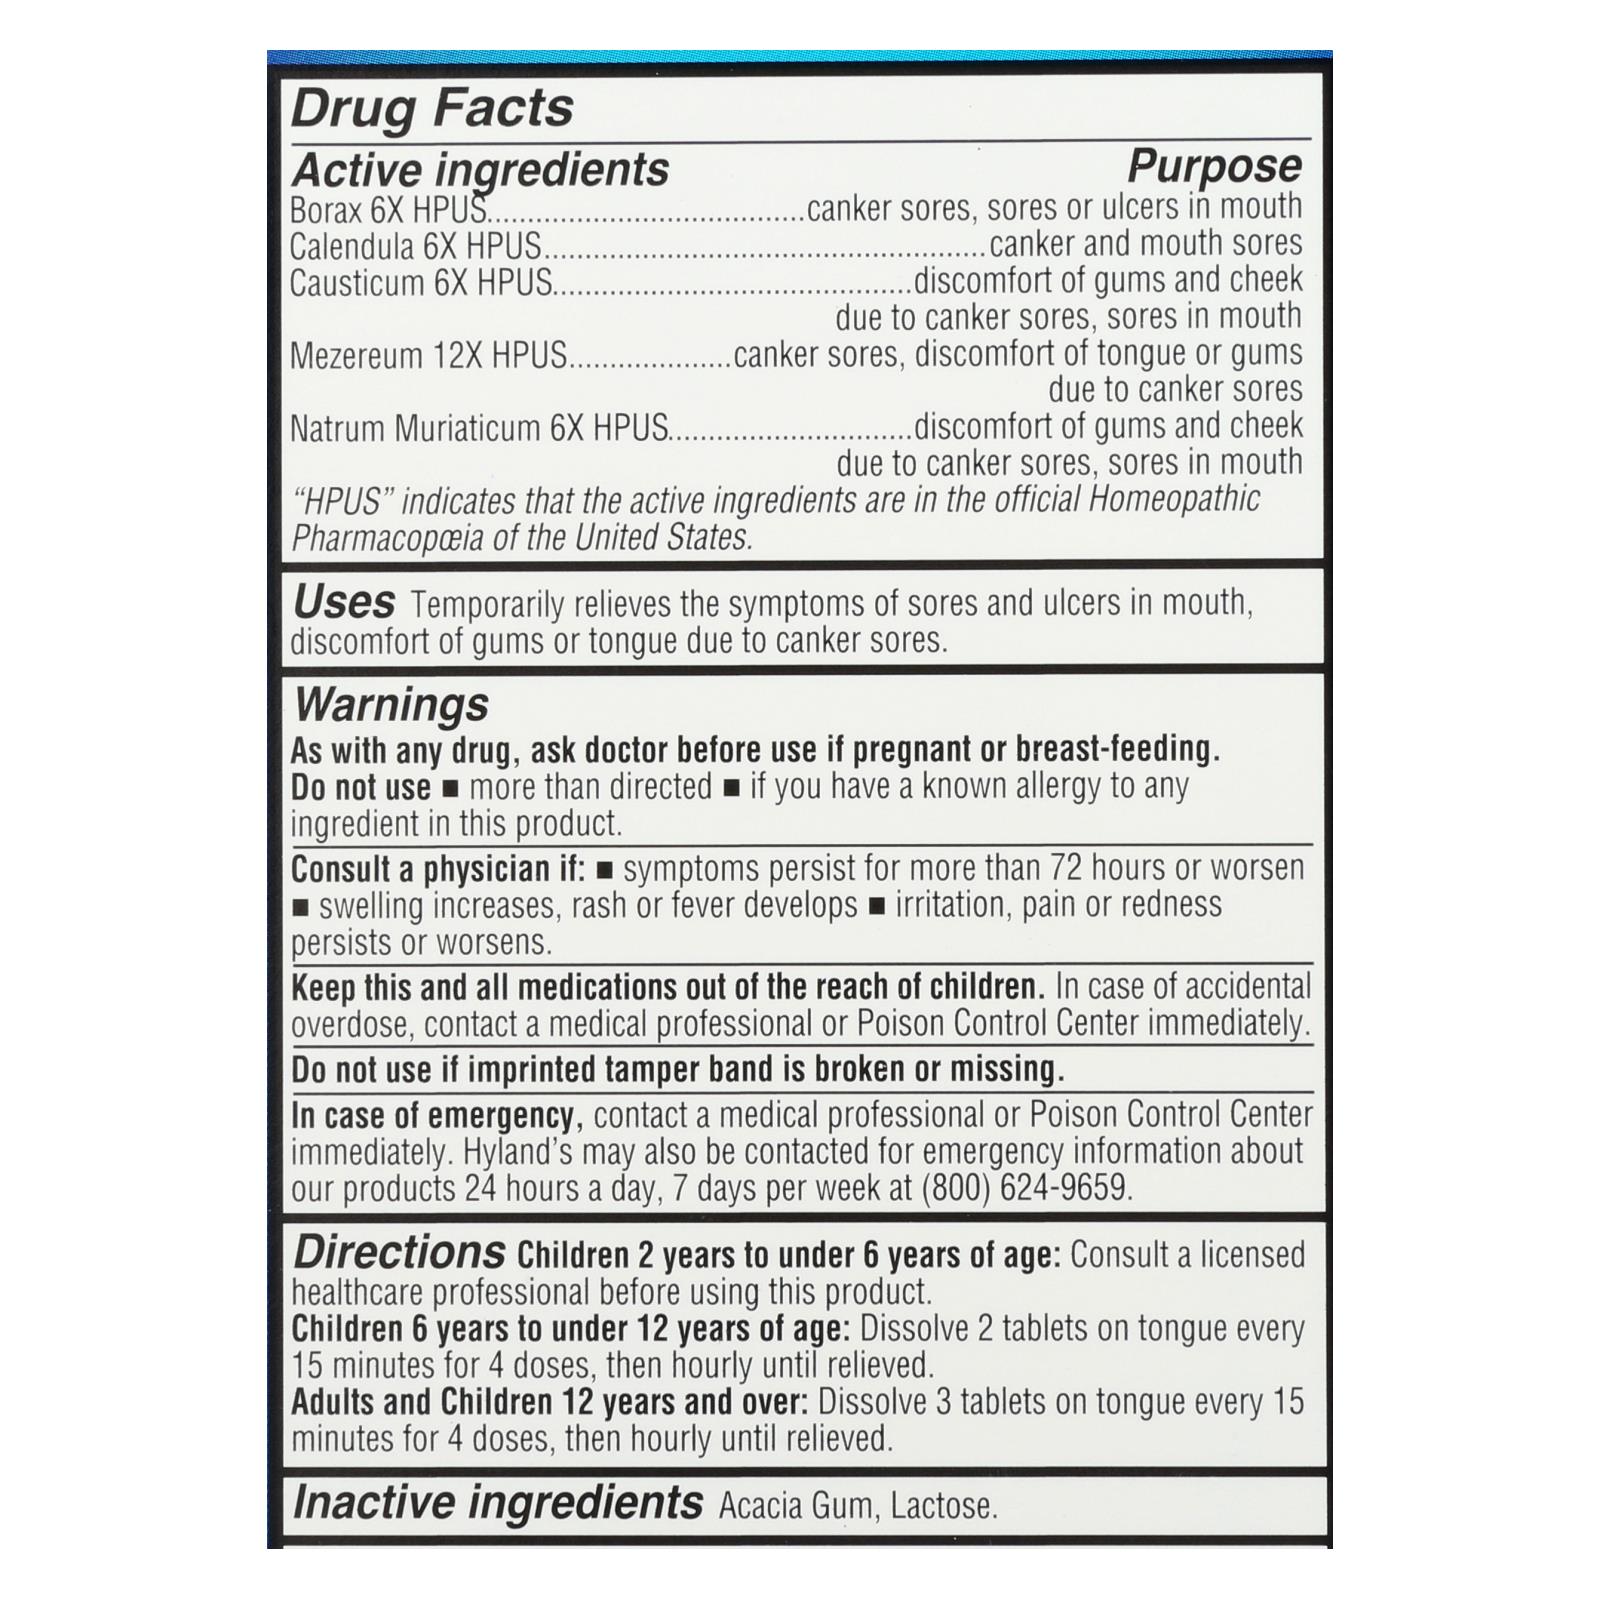 Drug Facts
Active ingredients Purpose
Borax 6X HPUS.......................................canker sores, sores or ulcers in mouth
Calendula 6X HPUS......................................................canker and mouth sores
Causticum 6X HPUS............................................discomfort of gums and cheek
due to canker sores, sores in mouth
Mezereum 12X HPUS....................canker sores, discomfort of tongue or gums
due to canker sores
Natrum Muriaticum 6X HPUS..............................discomfort of gums and cheek
due to canker sores, sores in mouth
“HPUS” indicates that the active ingredients are in the official Homeopathic
Pharmacopœia of the United States.
Uses Temporarily relieves the symptoms of sores and ulcers in mouth,
discomfort of gums or tongue due to canker sores.
Warnings
As with any drug, ask doctor before use if pregnant or breast-feeding.
Do not use ■ more than directed ■ if you have a known allergy to any
ingredient in this product.
Consult a physician if: ■ symptoms persist for more than 72 hours or worsen
■ swelling increases, rash or fever develops ■ irritation, pain or redness
persists or worsens.
Keep this and all medications out of the reach of children. In case of accidental
overdose, contact a medical professional or Poison Control Center immediately.
Do not use if imprinted tamper band is broken or missing.
In case of emergency, contact a medical professional or Poison Control Center
immediately. Hyland’s may also be contacted for emergency information about
our products 24 hours a day, 7 days per week at (800) 624-9659.
Directions Children 2 years to under 6 years of age: Consult a licensed
healthcare professional before using this product.
Children 6 years to under 12 years of age: Dissolve 2 tablets on tongue every
15 minutes for 4 doses, then hourly until relieved.
Adults and Children 12 years and over: Dissolve 3 tablets on tongue every 15
minutes for 4 doses, then hourly until relieved.
Inactive ingredients Acacia Gum, Lactose.